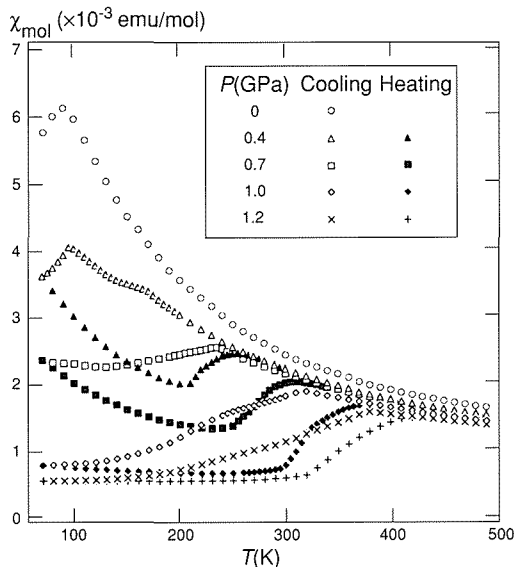 χmol (×10-3 emu/mol)
7
6
5
4
3
2
1
0
P(GPa) Cooling Heating
0 ○
0.4 △ ▲
0.7 □ ■
1.0 ◇ ◆
1.2 × +
100 200 300 400 500
T(K)